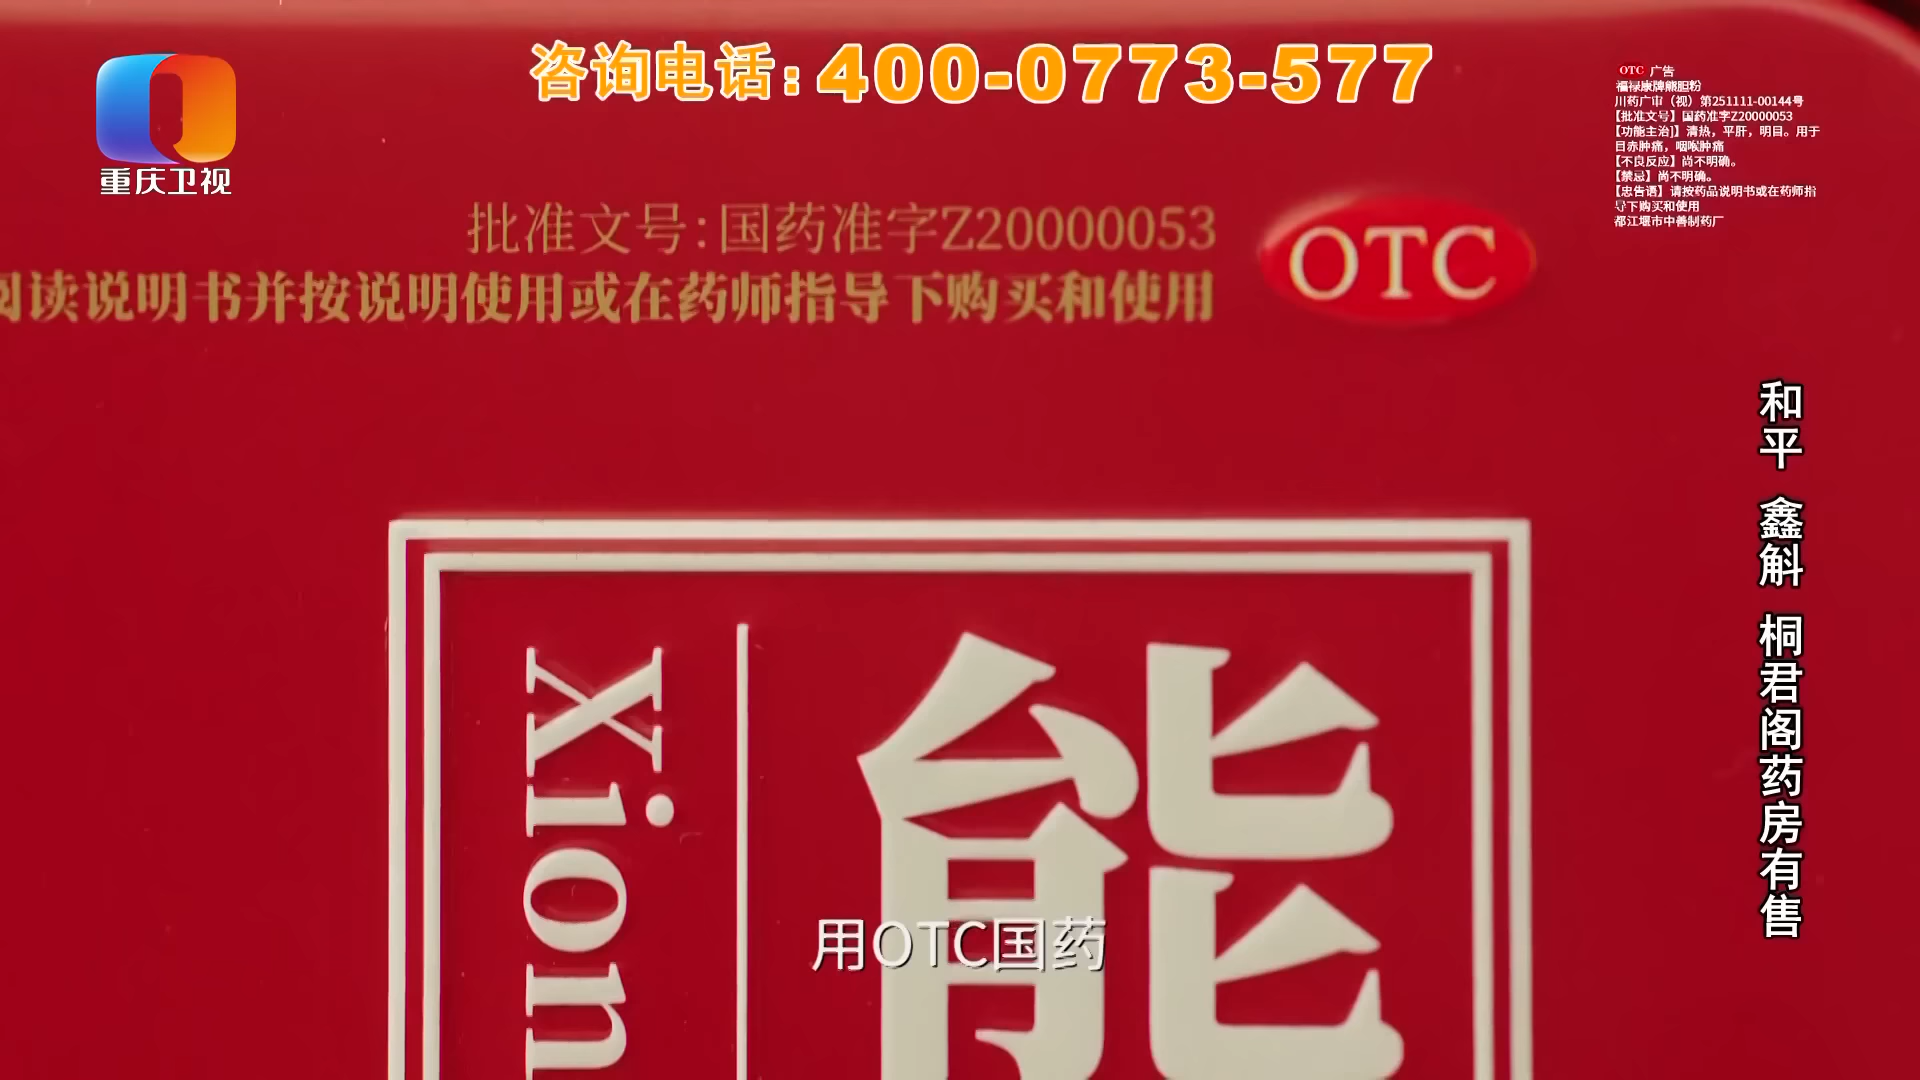 咨询电话:400-0773-577
重庆卫视
OTC 广告
福禄康牌熊胆粉
川药广审（视）第251111-00144号
【批准文号】国药准字Z20000053
【功能主治]】清热，平肝，明目。用于
目赤肿痛，咽喉肿痛
【不良反应】尚不明确。
【禁忌】尚不明确。
【忠告语】请按药品说明书或在药师指
导下购买和使用
都江堰市中善制药厂
批准文号:国药准字Z20000053
阅读说明书并按说明使用或在药师指导下购买和使用
OTC
和平 鑫斛 桐君阁药房有售
Xion
用OTC国药